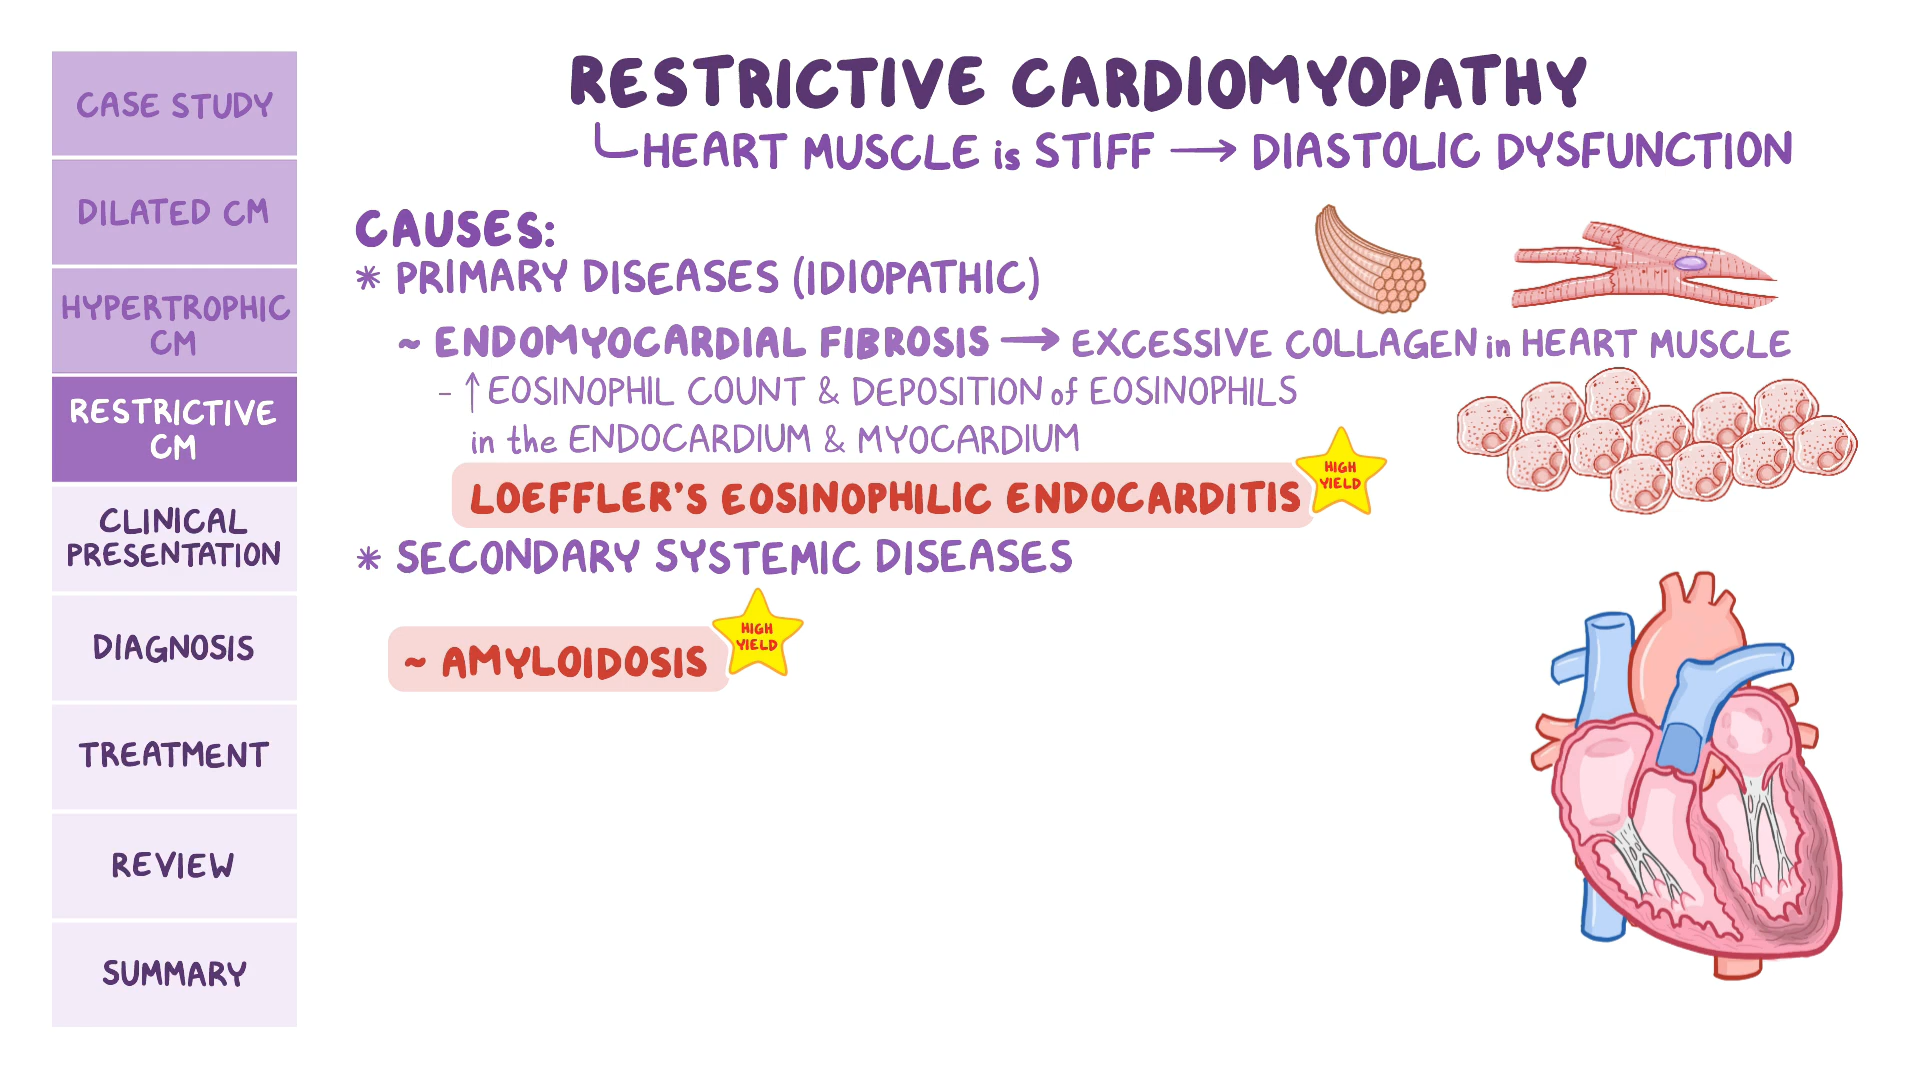 CASE STUDY
DILATED CM
HYPERTROPHIC
CM
RESTRICTIVE
CM
CLINICAL
PRESENTATION
DIAGNOSIS
TREATMENT
REVIEW
SUMMARY
RESTRICTIVE CARDIOMYOPATHY
HEART MUSCLE is STIFF → DIASTOLIC DYSFUNCTION
CAUSES:
* PRIMARY DISEASES (IDIOPATHIC)
~ ENDOMYOCARDIAL FIBROSIS → EXCESSIVE COLLAGEN in HEART MUSCLE
- ↑ EOSINOPHIL COUNT & DEPOSITION of EOSINOPHILS
in the ENDOCARDIUM & MYOCARDIUM
LOEFFLER'S EOSINOPHILIC ENDOCARDITIS
HIGH
YIELD
* SECONDARY SYSTEMIC DISEASES
~ AMYLOIDOSIS
HIGH
YIELD